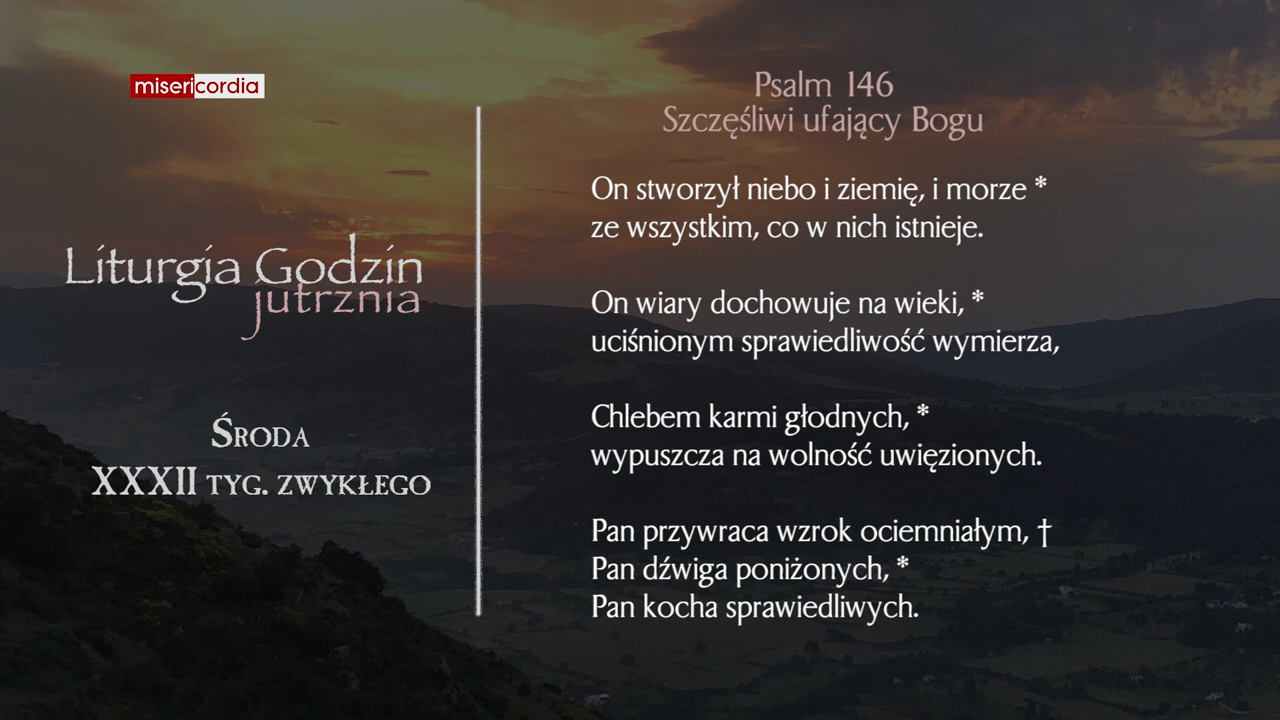 misericordia
Liturgia Godzin
jutrznia
Środa
XXXII tyg. zwykłego
Psalm 146
Szczęśliwi ufający Bogu
On stworzył niebo i ziemię, i morze *
ze wszystkim, co w nich istnieje.
On wiary dochowuje na wieki, *
uciśnionym sprawiedliwość wymierza,
Chlebem karmi głodnych, *
wypuszcza na wolność uwięzionych.
Pan przywraca wzrok ociemniałym, †
Pan dźwiga poniżonych, *
Pan kocha sprawiedliwych.